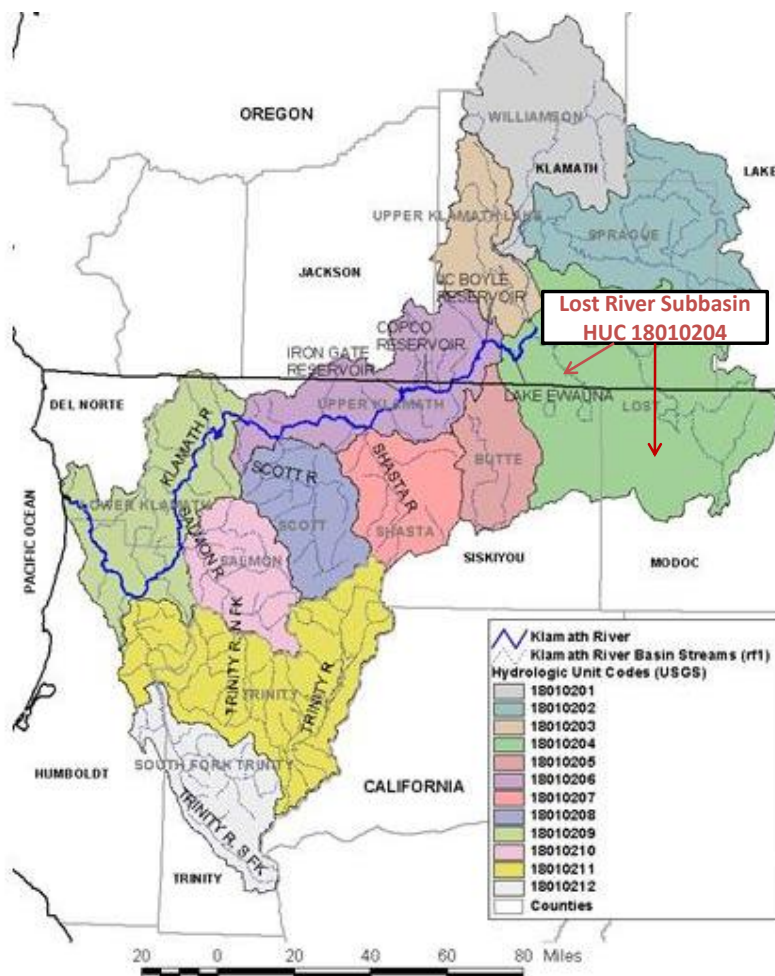 OREGON
WILLIAMSON
KLAMATH
LAKE
UPPER KLAMATH LAKE
SPRAGUE
JACKSON
JC BOYLE
RESERVOIR
Lost River Subbasin
HUC 18010204
COPCO
RESERVOIR
IRON GATE
RESERVOIR
DEL NORTE
UPPER KLAMATH
LAKE EWAUNA
LOST
KLAMATH R
SCOTT R
SHASTA R
BUTTE
LOWER KLAMATH
SCOTT
SHASTA
SALMON R
SALMON
PACIFIC OCEAN
SISKIYOU
MODOC
TRINITY R. N FK
TRINITY R.
TRINITY
SOUTH FORK TRINITY
HUMBOLDT
CALIFORNIA
TRINITY R. S FK
TRINITY
Klamath River
Klamath River Basin Streams (rf1)
Hydrologic Unit Codes (USGS)
18010201
18010202
18010203
18010204
18010205
18010206
18010207
18010208
18010209
18010210
18010211
18010212
Counties
20 0 20 40 60 80 Miles